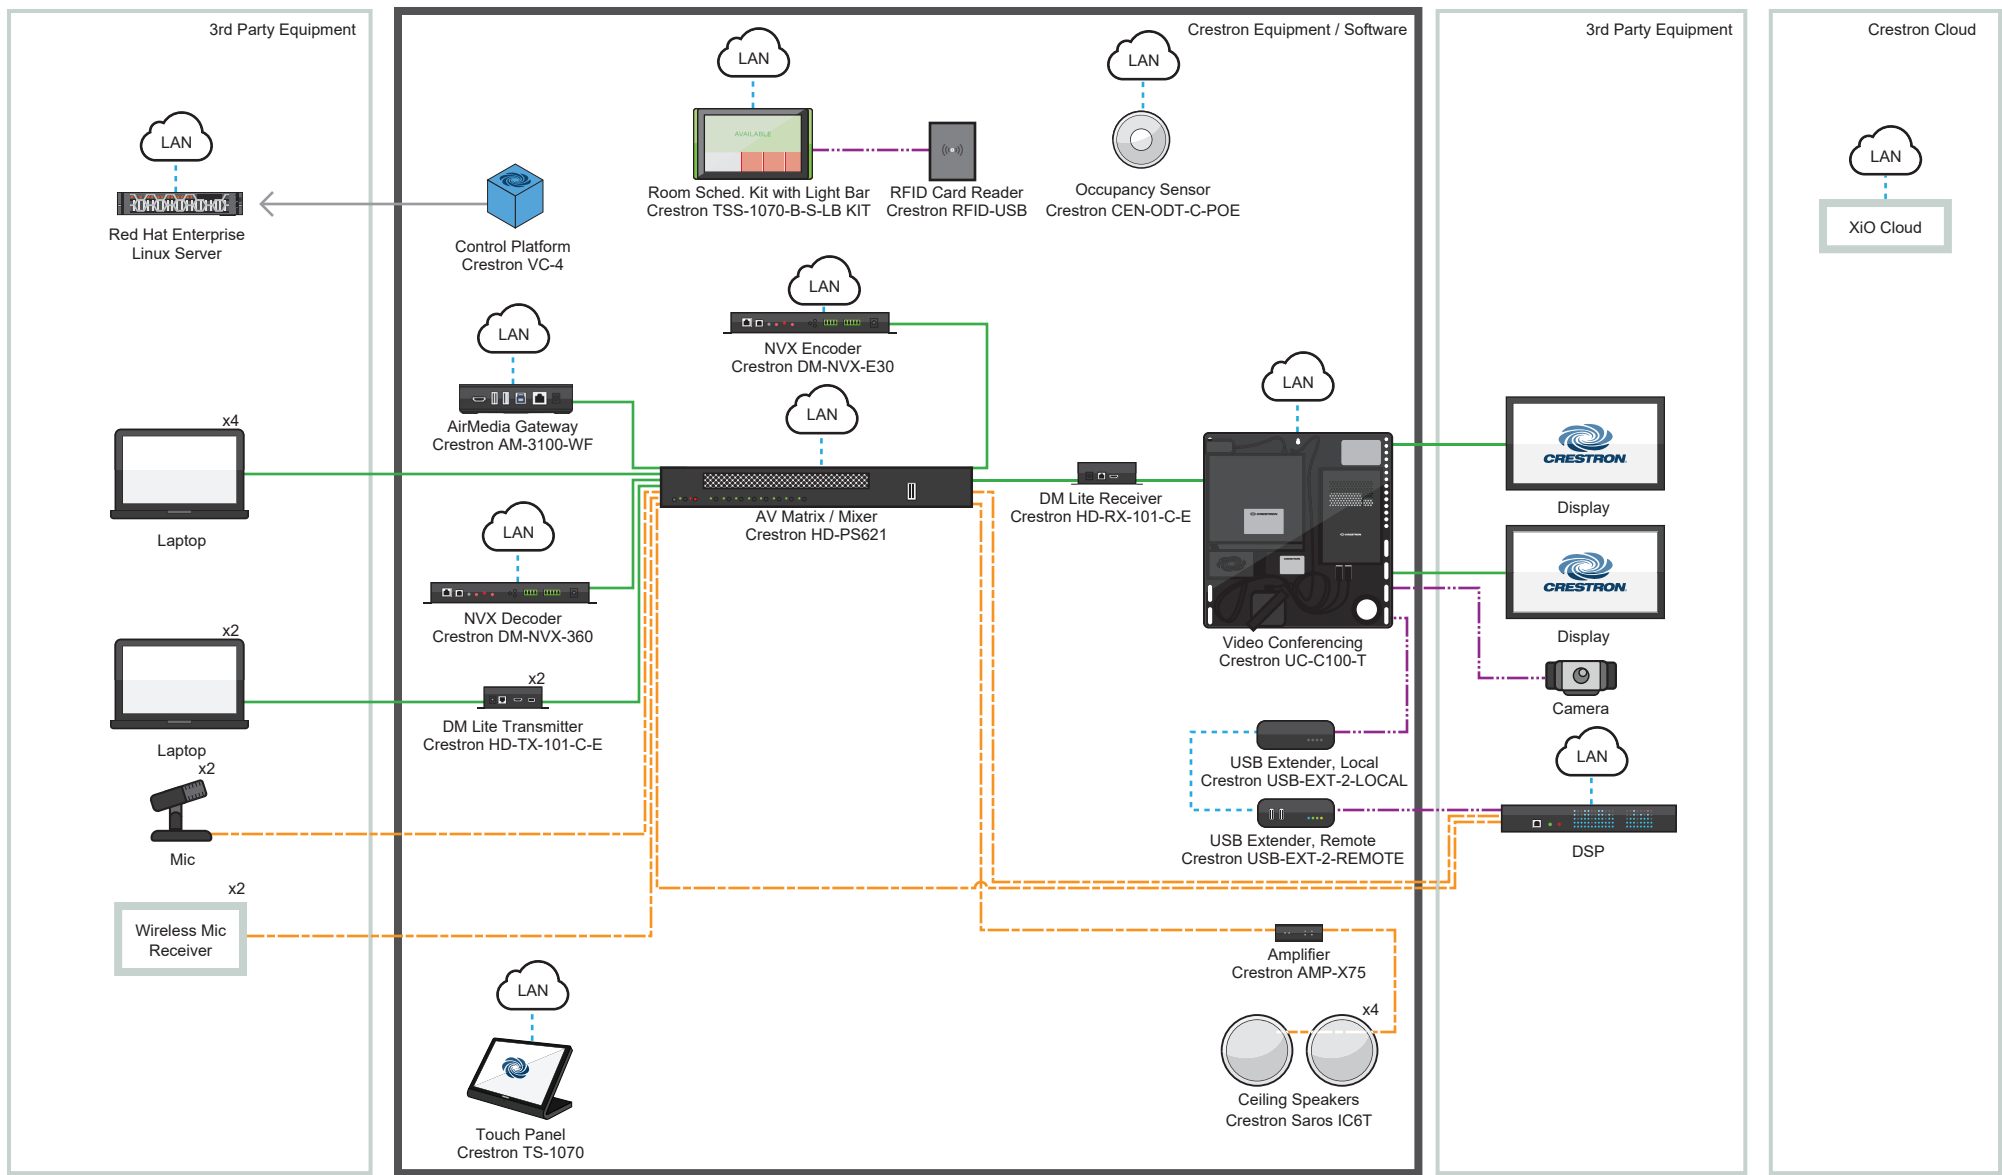 3rd Party Equipment
LAN
Red Hat Enterprise
Linux Server
x4
Laptop
x2
Laptop
x2
Mic
x2
Wireless Mic
Receiver
Crestron Equipment / Software
LAN
AVAILABLE
Room Sched. Kit with Light Bar
Crestron TSS-1070-B-S-LB KIT
RFID Card Reader
Crestron RFID-USB
LAN
Occupancy Sensor
Crestron CEN-ODT-C-POE
Control Platform
Crestron VC-4
LAN
NVX Encoder
Crestron DM-NVX-E30
LAN
AirMedia Gateway
Crestron AM-3100-WF
LAN
AV Matrix / Mixer
Crestron HD-PS621
LAN
NVX Decoder
Crestron DM-NVX-360
x2
DM Lite Transmitter
Crestron HD-TX-101-C-E
DM Lite Receiver
Crestron HD-RX-101-C-E
LAN
Video Conferencing
Crestron UC-C100-T
USB Extender, Local
Crestron USB-EXT-2-LOCAL
USB Extender, Remote
Crestron USB-EXT-2-REMOTE
Amplifier
Crestron AMP-X75
x4
Ceiling Speakers
Crestron Saros IC6T
LAN
Touch Panel
Crestron TS-1070
3rd Party Equipment
CRESTRON
Display
CRESTRON
Display
Camera
LAN
DSP
Crestron Cloud
LAN
XiO Cloud